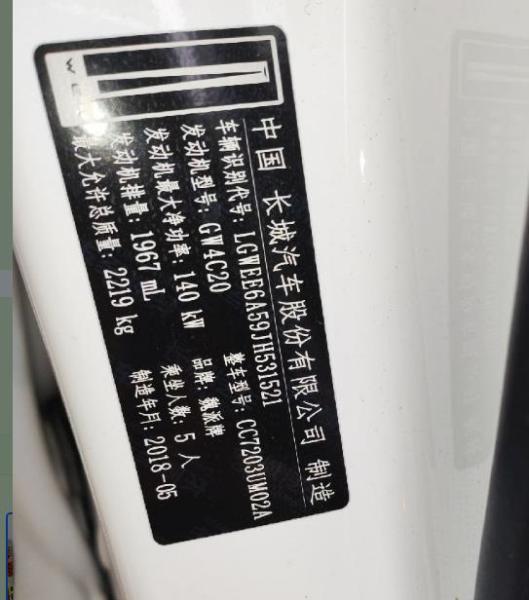 中国 长城汽车股份有限公司 制造
车辆识别代号: LGWEE6A59JH531521
发动机型号: GW4C20 整车型号: CC7203UM02A
发动机最大净功率: 140 kW 品牌: 魏派牌
发动机排量: 1967 mL 乘坐人数: 5 人
最大允许总质量: 2219 kg 制造年月: 2018-05